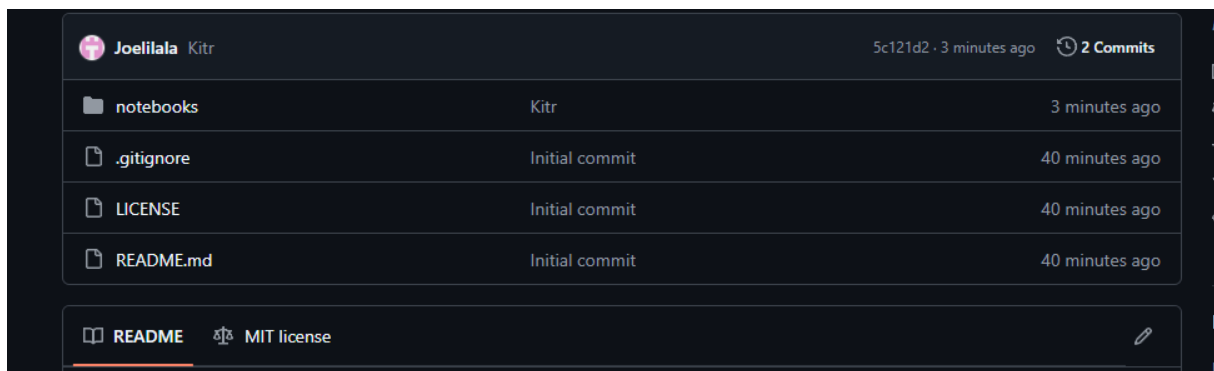 Joelilala Kitr 5c121d2 · 3 minutes ago 2 Commits
notebooks Kitr 3 minutes ago
.gitignore Initial commit 40 minutes ago
LICENSE Initial commit 40 minutes ago
README.md Initial commit 40 minutes ago
README MIT license